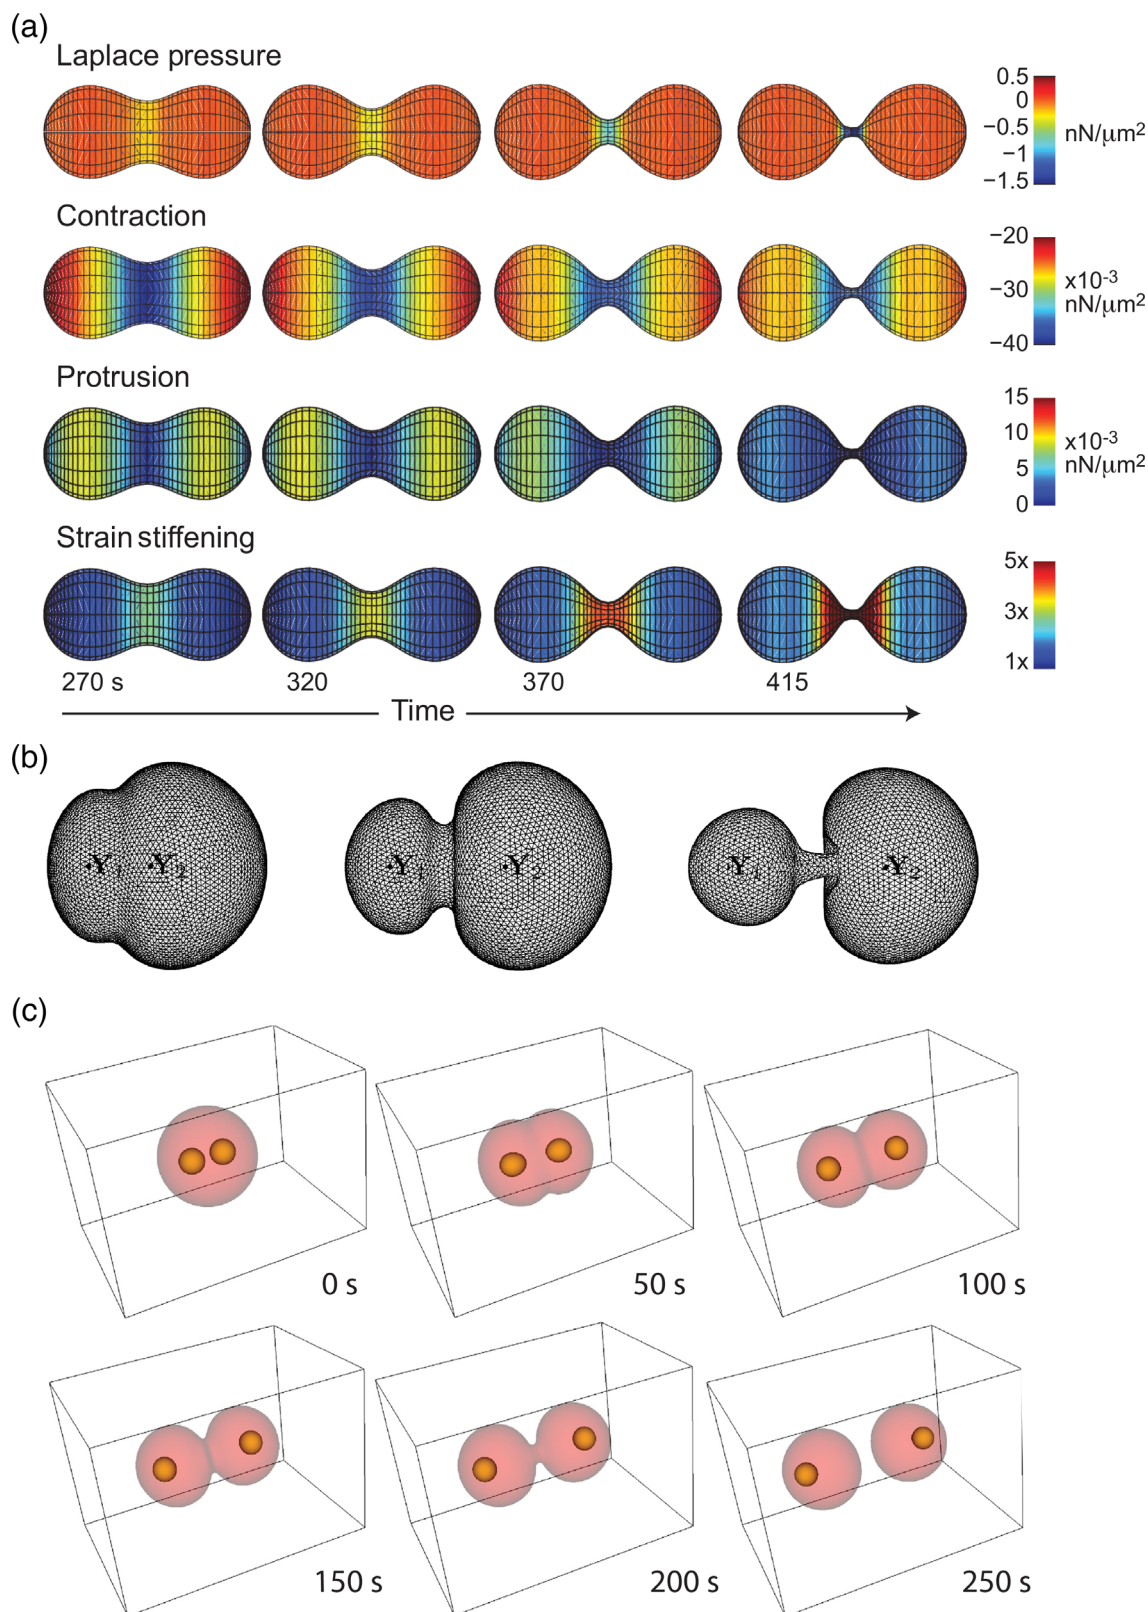 (a)
Laplace pressure
0.5
0
−0.5
−1
−1.5
nN/μm²
Contraction
−20
−30
−40
x10⁻³
nN/μm²
Protrusion
15
10
5
0
x10⁻³
nN/μm²
Strain stiffening
5x
3x
1x
270 s 320 370 415
Time
(b)
Y₁ Y₂ Y₁ Y₂ Y₁ Y₂
(c)
0 s 50 s 100 s
150 s 200 s 250 s